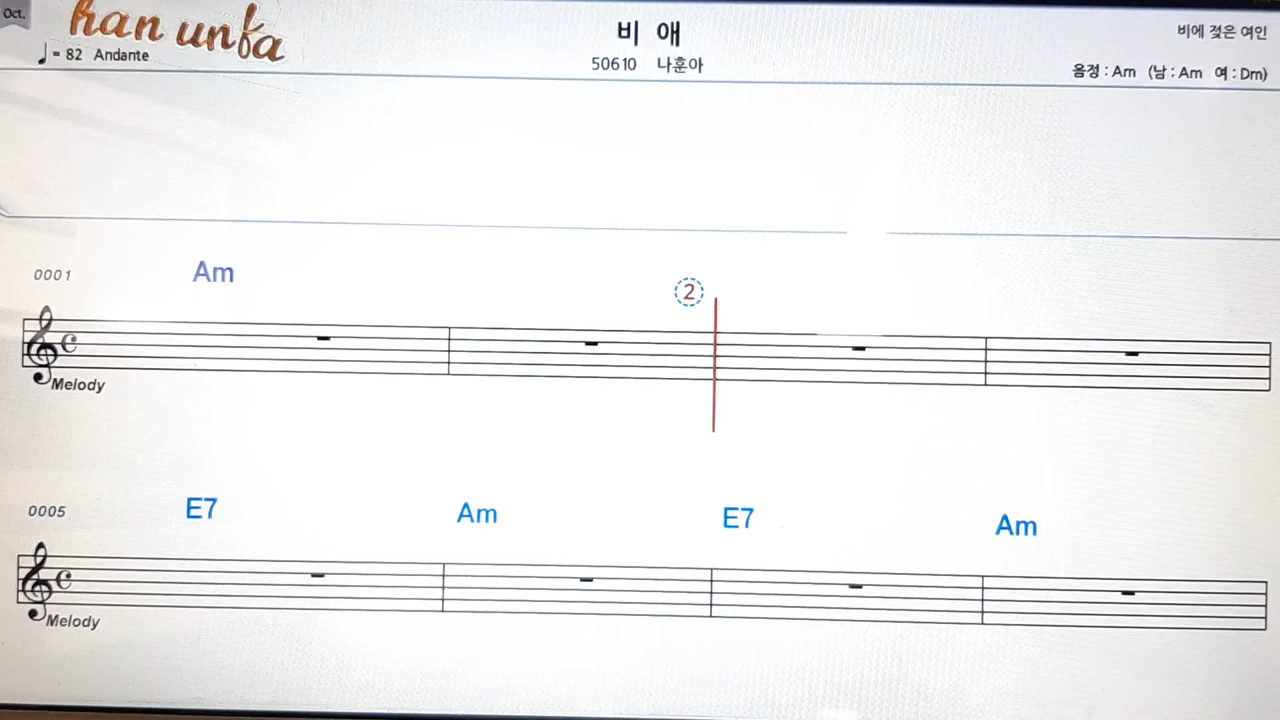 Oct.
han unfa
비 애
비에 젖은 여인
♩= 82 Andante
50610 나훈아
음정 : Am (남 : Am 여 : Dm)
0001 Am ②
Melody
0005 E7 Am E7 Am
Melody